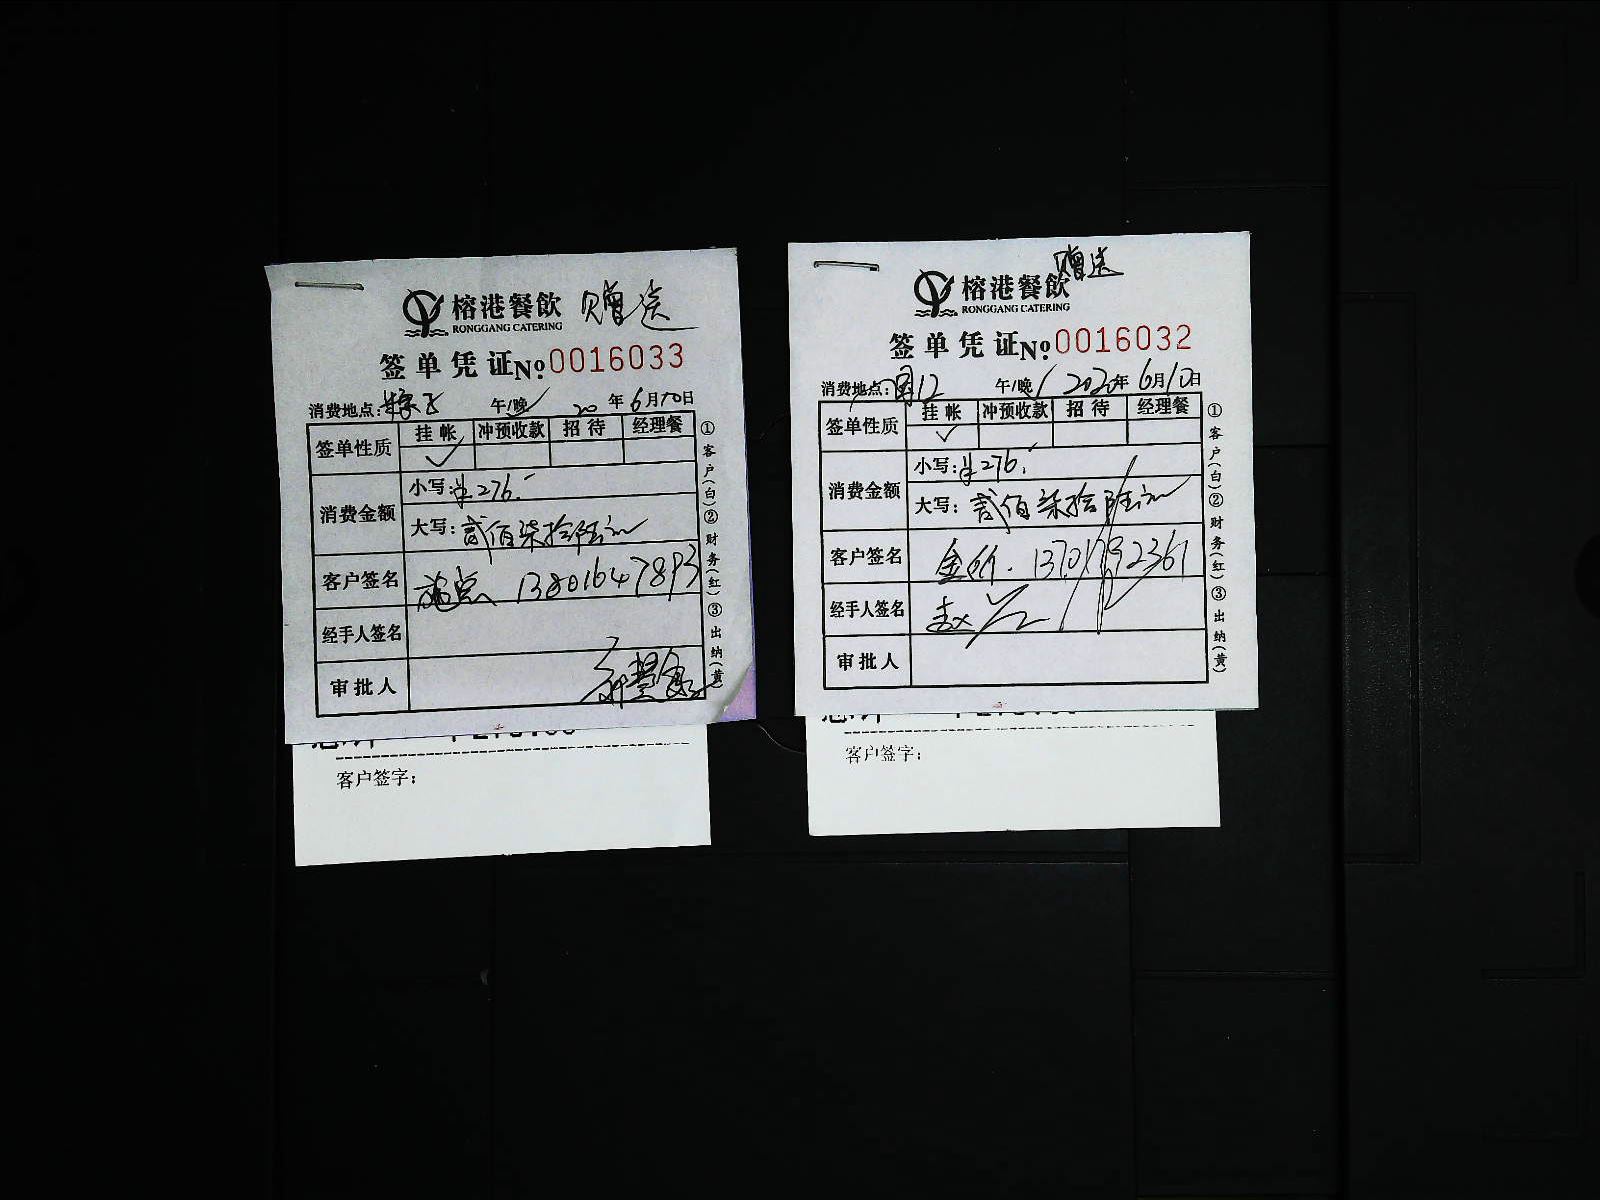 榕港餐飲 赠送
RONGGANG CATERING
签单凭证 No. 0016033
消费地点: 午/晚✓ 20 年6月10日
签单性质 挂帐 冲预收款 招待 经理餐
✓
消费金额 小写:¥276.-
大写: 贰佰柒拾陆元
客户签名 13801647893
经手人签名
审批人
①客户(白)②财务(红)③出纳(黄)
客户签字:
赠送
榕港餐飲
RONGGANG CATERING
签单凭证 No. 0016032
消费地点: 12 午/晚 2020年6月10日
签单性质 挂帐 冲预收款 招待 经理餐
✓
消费金额 小写:¥276.-
大写: 贰佰柒拾陆元
客户签名 13701792361
经手人签名
审批人
①客户(白)②财务(红)③出纳(黄)
客户签字: